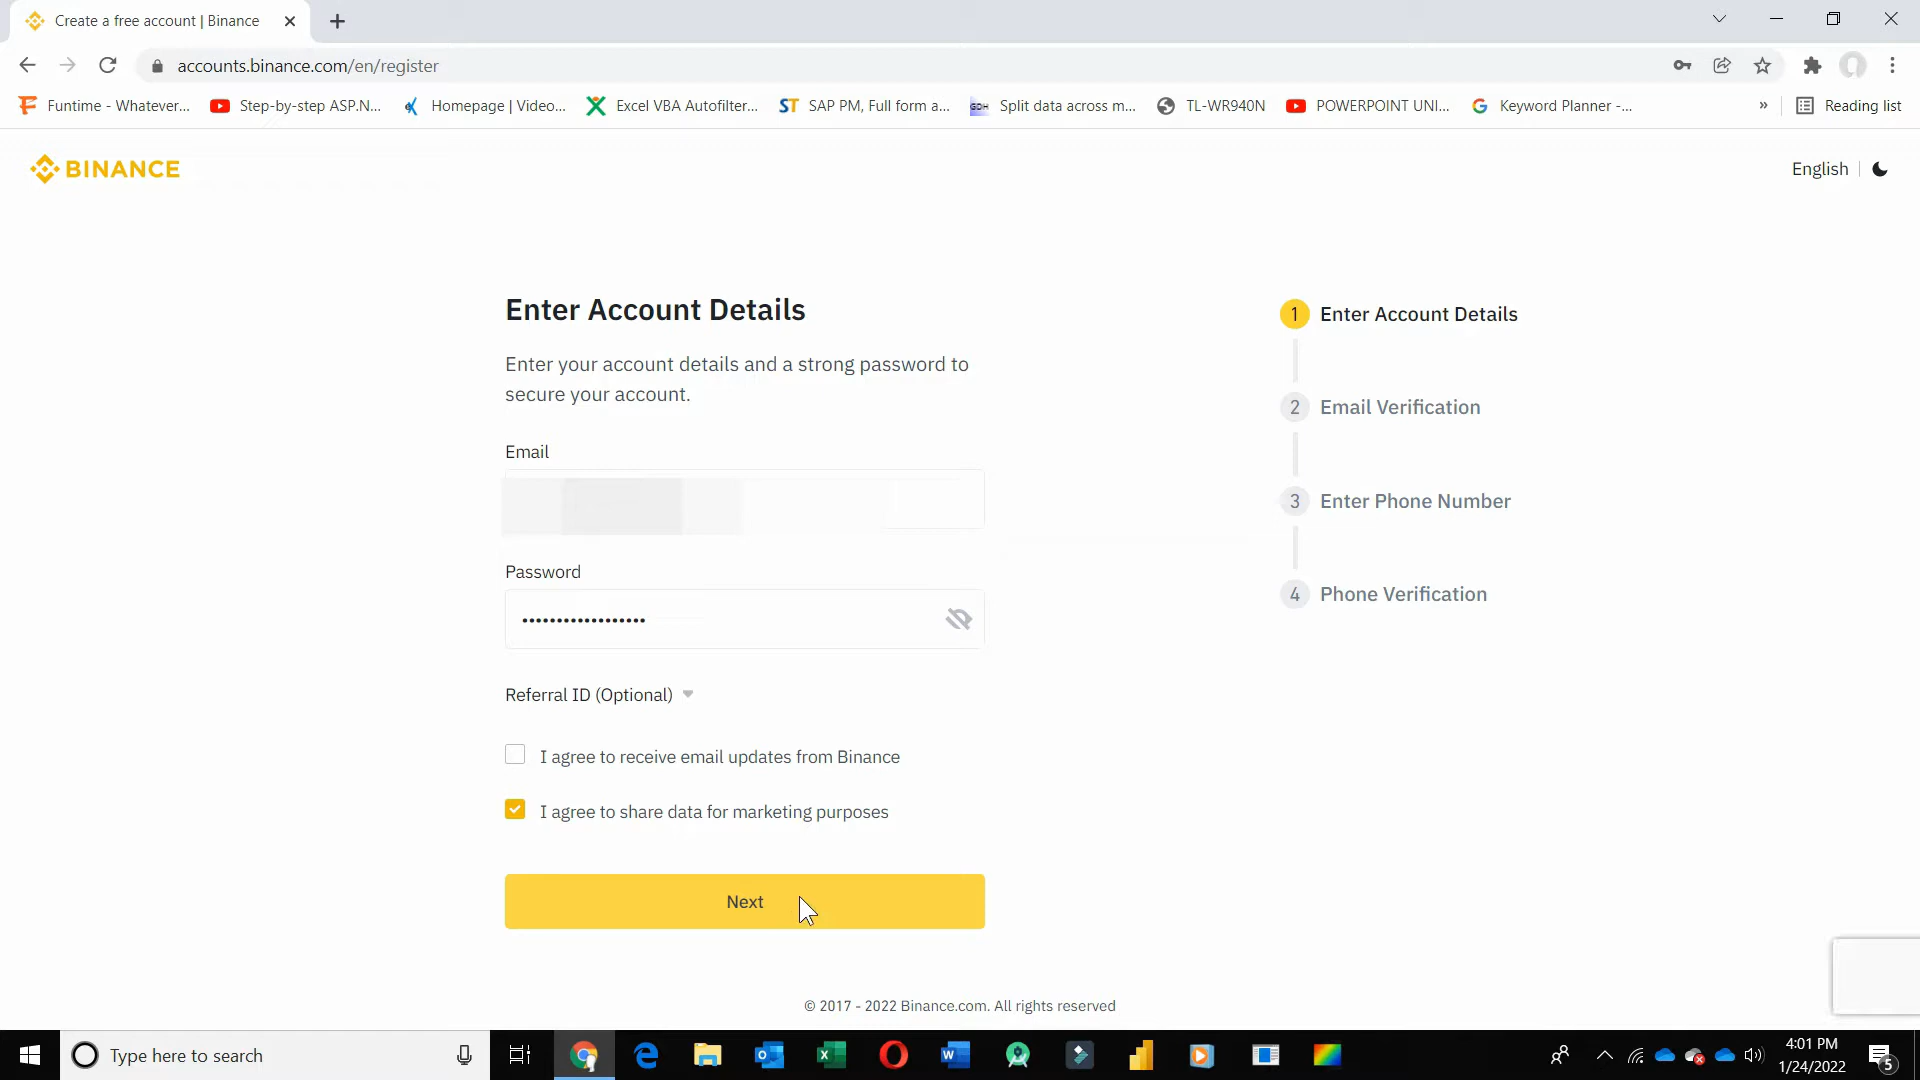 Create a free account | Binance
accounts.binance.com/en/register
Funtime - Whatever...
Step-by-step ASP.N...
Homepage | Video...
Excel VBA Autofilter...
ST
SAP PM, Full form a...
GDH
Split data across m...
TL-WR940N
POWERPOINT UNI...
Keyword Planner -...
»
Reading list
BINANCE
English
Enter Account Details
Enter your account details and a strong password to
secure your account.
Email
Password
••••••••••••••••••
Referral ID (Optional)
I agree to receive email updates from Binance
I agree to share data for marketing purposes
Next
1 Enter Account Details
2 Email Verification
3 Enter Phone Number
4 Phone Verification
© 2017 - 2022 Binance.com. All rights reserved
Type here to search
4:01 PM
1/24/2022
5